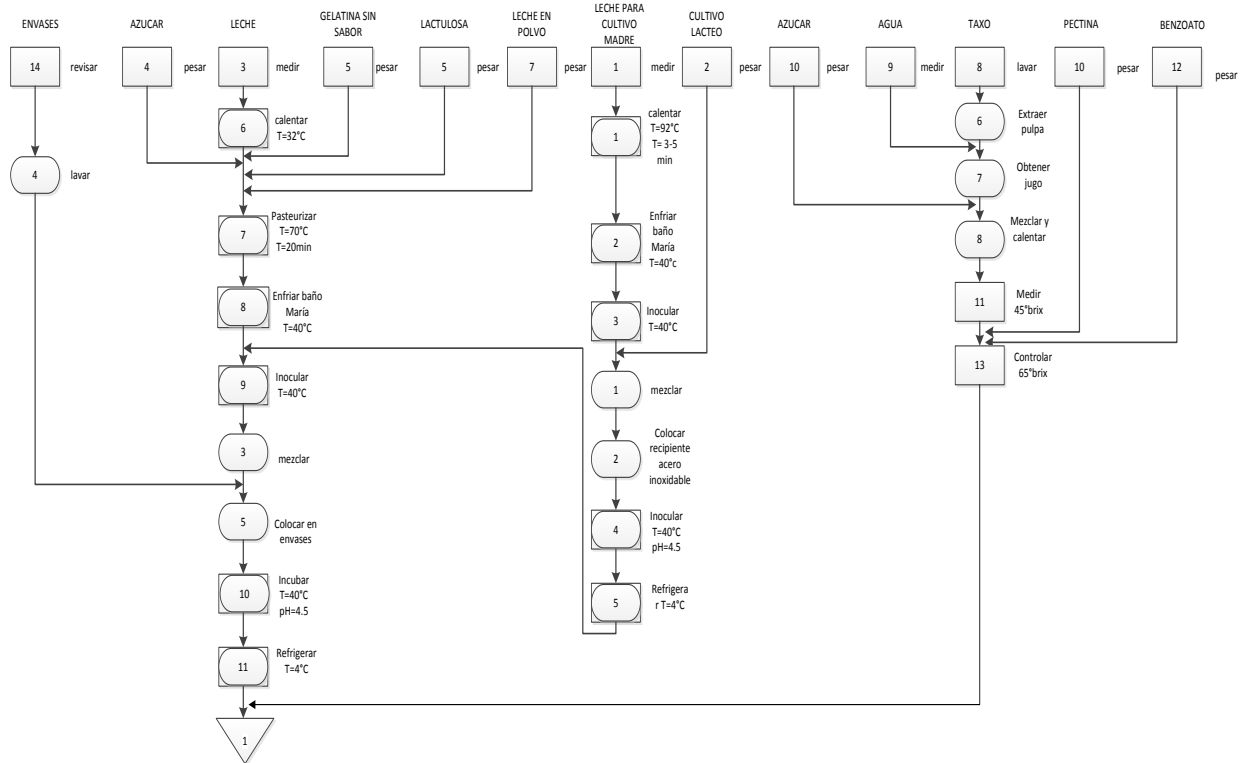 ENVASES
AZUCAR
LECHE
GELATINA SIN
SABOR
LACTULOSA
LECHE EN
POLVO
LECHE PARA
CULTIVO
MADRE
CULTIVO
LACTEO
AZUCAR
AGUA
TAXO
PECTINA
BENZOATO
14 revisar
4 pesar
3 medir
5 pesar
5 pesar
7 pesar
1 medir
2 pesar
10 pesar
9 medir
8 lavar
10 pesar
12 pesar
4 lavar
6
calentar
T=32°C
7
Pasteurizar
T=70°C
T=20min
8
Enfriar baño
María
T=40°C
9
Inocular
T=40°C
3
mezclar
5
Colocar en
envases
10
Incubar
T=40°C
pH=4.5
11
Refrigerar
T=4°C
1
1
calentar
T=92°C
T= 3-5
min
2
Enfriar
baño
María
T=40°c
3
Inocular
T=40°C
1
mezclar
2
Colocar
recipiente
acero
inoxidable
4
Inocular
T=40°C
pH=4.5
5
Refrigera
r T=4°C
6
Extraer
pulpa
7
Obtener
jugo
8
Mezclar y
calentar
11
Medir
45°brix
13
Controlar
65°brix